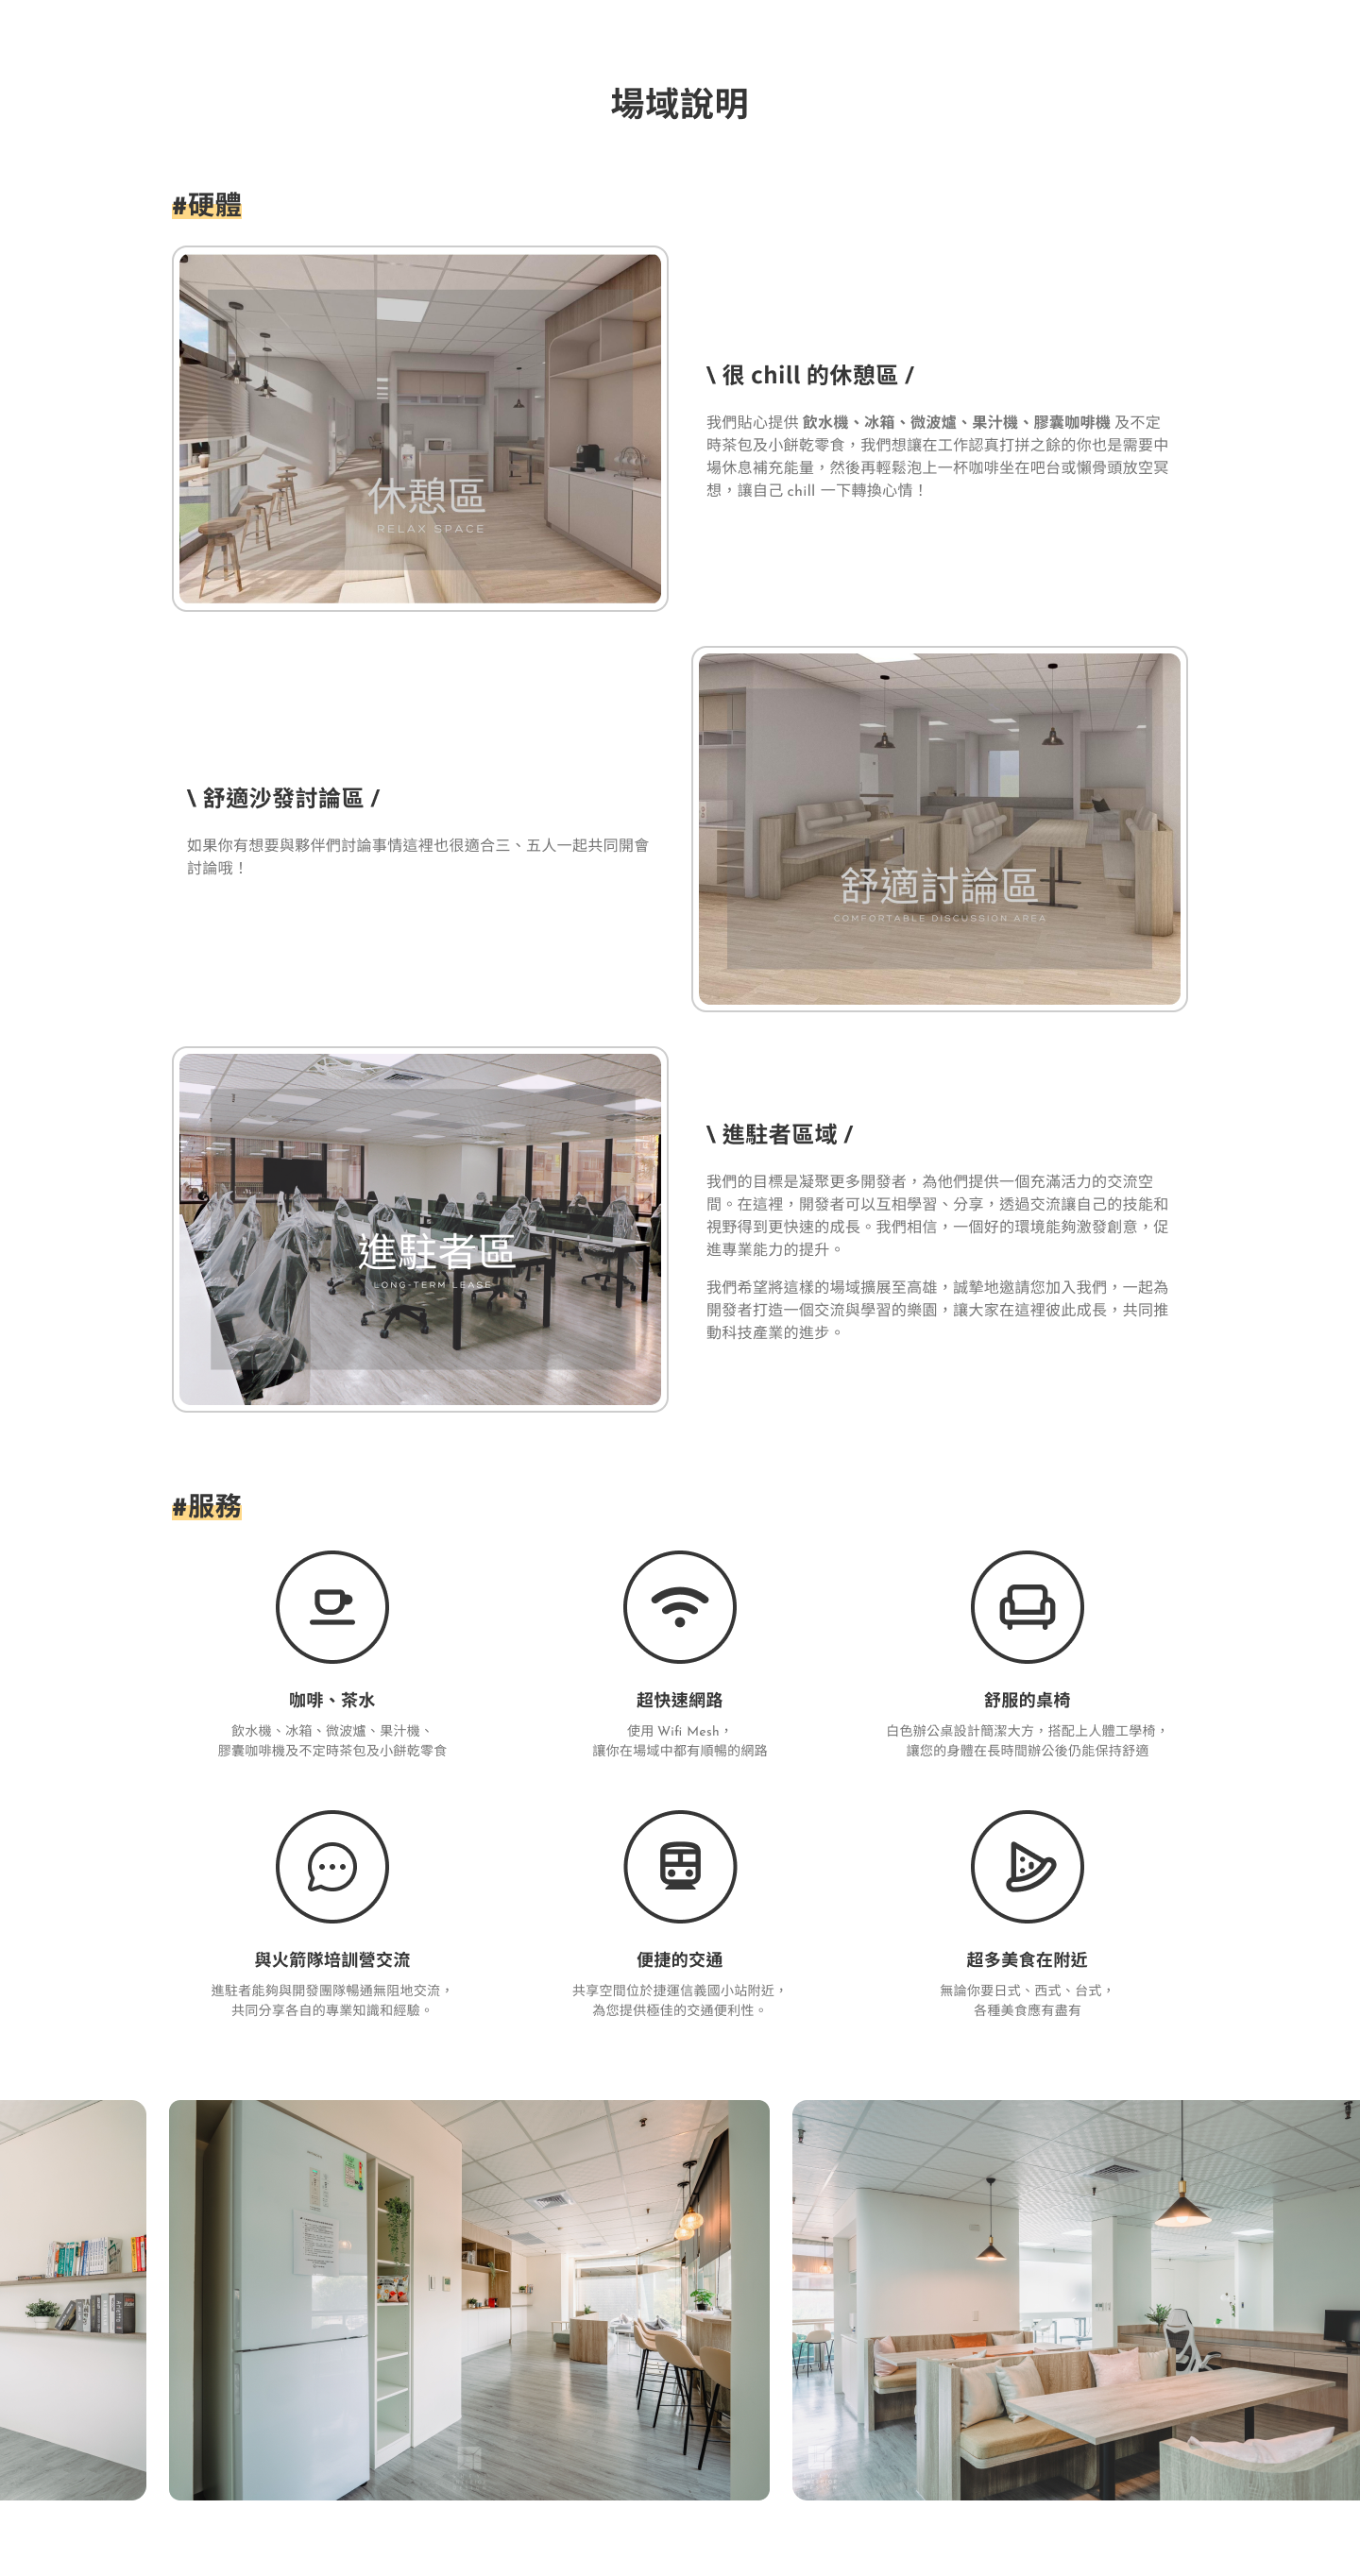 場域說明
#硬體
休憩區
RELAX SPACE
\ 很 chill 的休憩區 /
我們貼心提供 飲水機、冰箱、微波爐、果汁機、膠囊咖啡機 及不定
時茶包及小餅乾零食，我們想讓在工作認真打拼之餘的你也是需要中
場休息補充能量，然後再輕鬆泡上一杯咖啡坐在吧台或懶骨頭放空冥
想，讓自己 chill 一下轉換心情！
\ 舒適沙發討論區 /
如果你有想要與夥伴們討論事情這裡也很適合三、五人一起共同開會
討論哦！
舒適討論區
COMFORTABLE DISCUSSION AREA
進駐者區
LONG-TERM LEASE
\ 進駐者區域 /
我們的目標是凝聚更多開發者，為他們提供一個充滿活力的交流空
間。在這裡，開發者可以互相學習、分享，透過交流讓自己的技能和
視野得到更快速的成長。我們相信，一個好的環境能夠激發創意，促
進專業能力的提升。
我們希望將這樣的場域擴展至高雄，誠摯地邀請您加入我們，一起為
開發者打造一個交流與學習的樂園，讓大家在這裡彼此成長，共同推
動科技產業的進步。
#服務
咖啡、茶水
飲水機、冰箱、微波爐、果汁機、
膠囊咖啡機及不定時茶包及小餅乾零食
超快速網路
使用 Wifi Mesh，
讓你在場域中都有順暢的網路
舒服的桌椅
白色辦公桌設計簡潔大方，搭配上人體工學椅，
讓您的身體在長時間辦公後仍能保持舒適
與火箭隊培訓營交流
進駐者能夠與開發團隊暢通無阻地交流，
共同分享各自的專業知識和經驗。
便捷的交通
共享空間位於捷運信義國小站附近，
為您提供極佳的交通便利性。
超多美食在附近
無論你要日式、西式、台式，
各種美食應有盡有